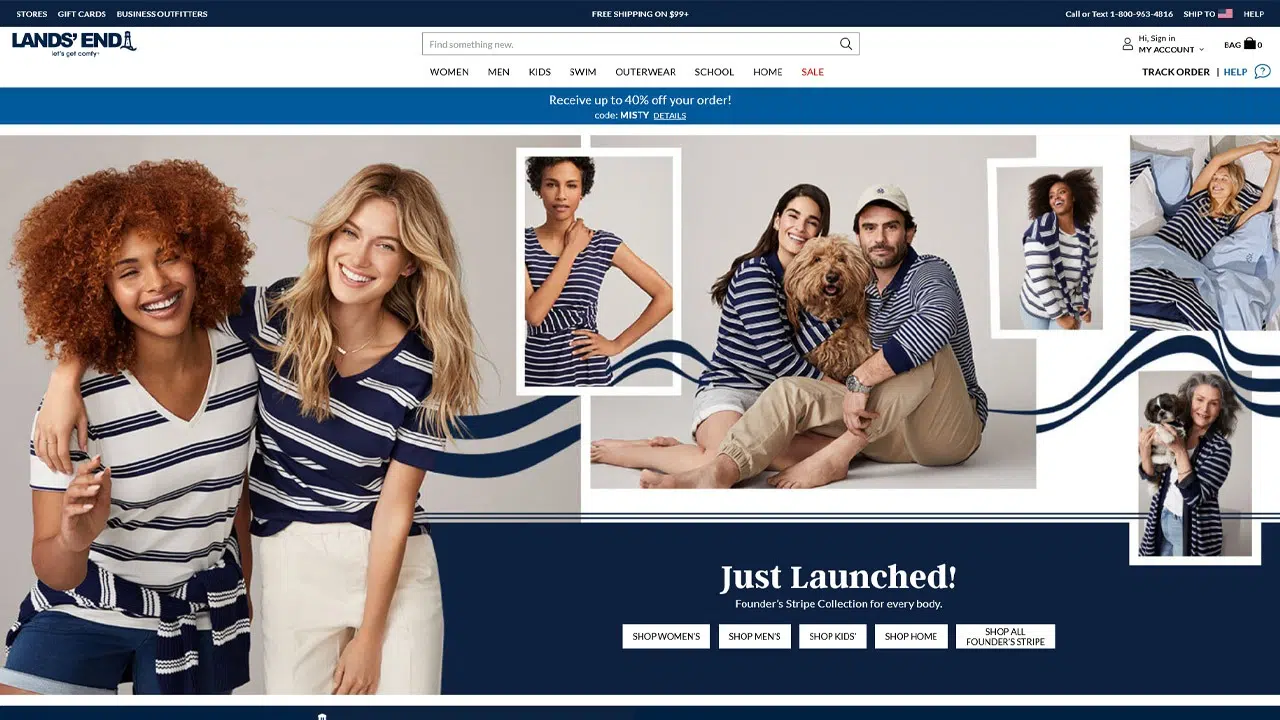 STORES GIFT CARDS BUSINESS OUTFITTERS
FREE SHIPPING ON $99+
Call or Text 1-800-963-4816 SHIP TO HELP
LANDS' END
let's get comfy
Find something new.
Hi, Sign in
MY ACCOUNT
BAG 0
WOMEN MEN KIDS SWIM OUTERWEAR SCHOOL HOME SALE
TRACK ORDER | HELP ?
Receive up to 40% off your order!
code: MISTY DETAILS
Just Launched!
Founder's Stripe Collection for every body.
SHOP WOMEN'S
SHOP MEN'S
SHOP KIDS'
SHOP HOME
SHOP ALL
FOUNDER'S STRIPE